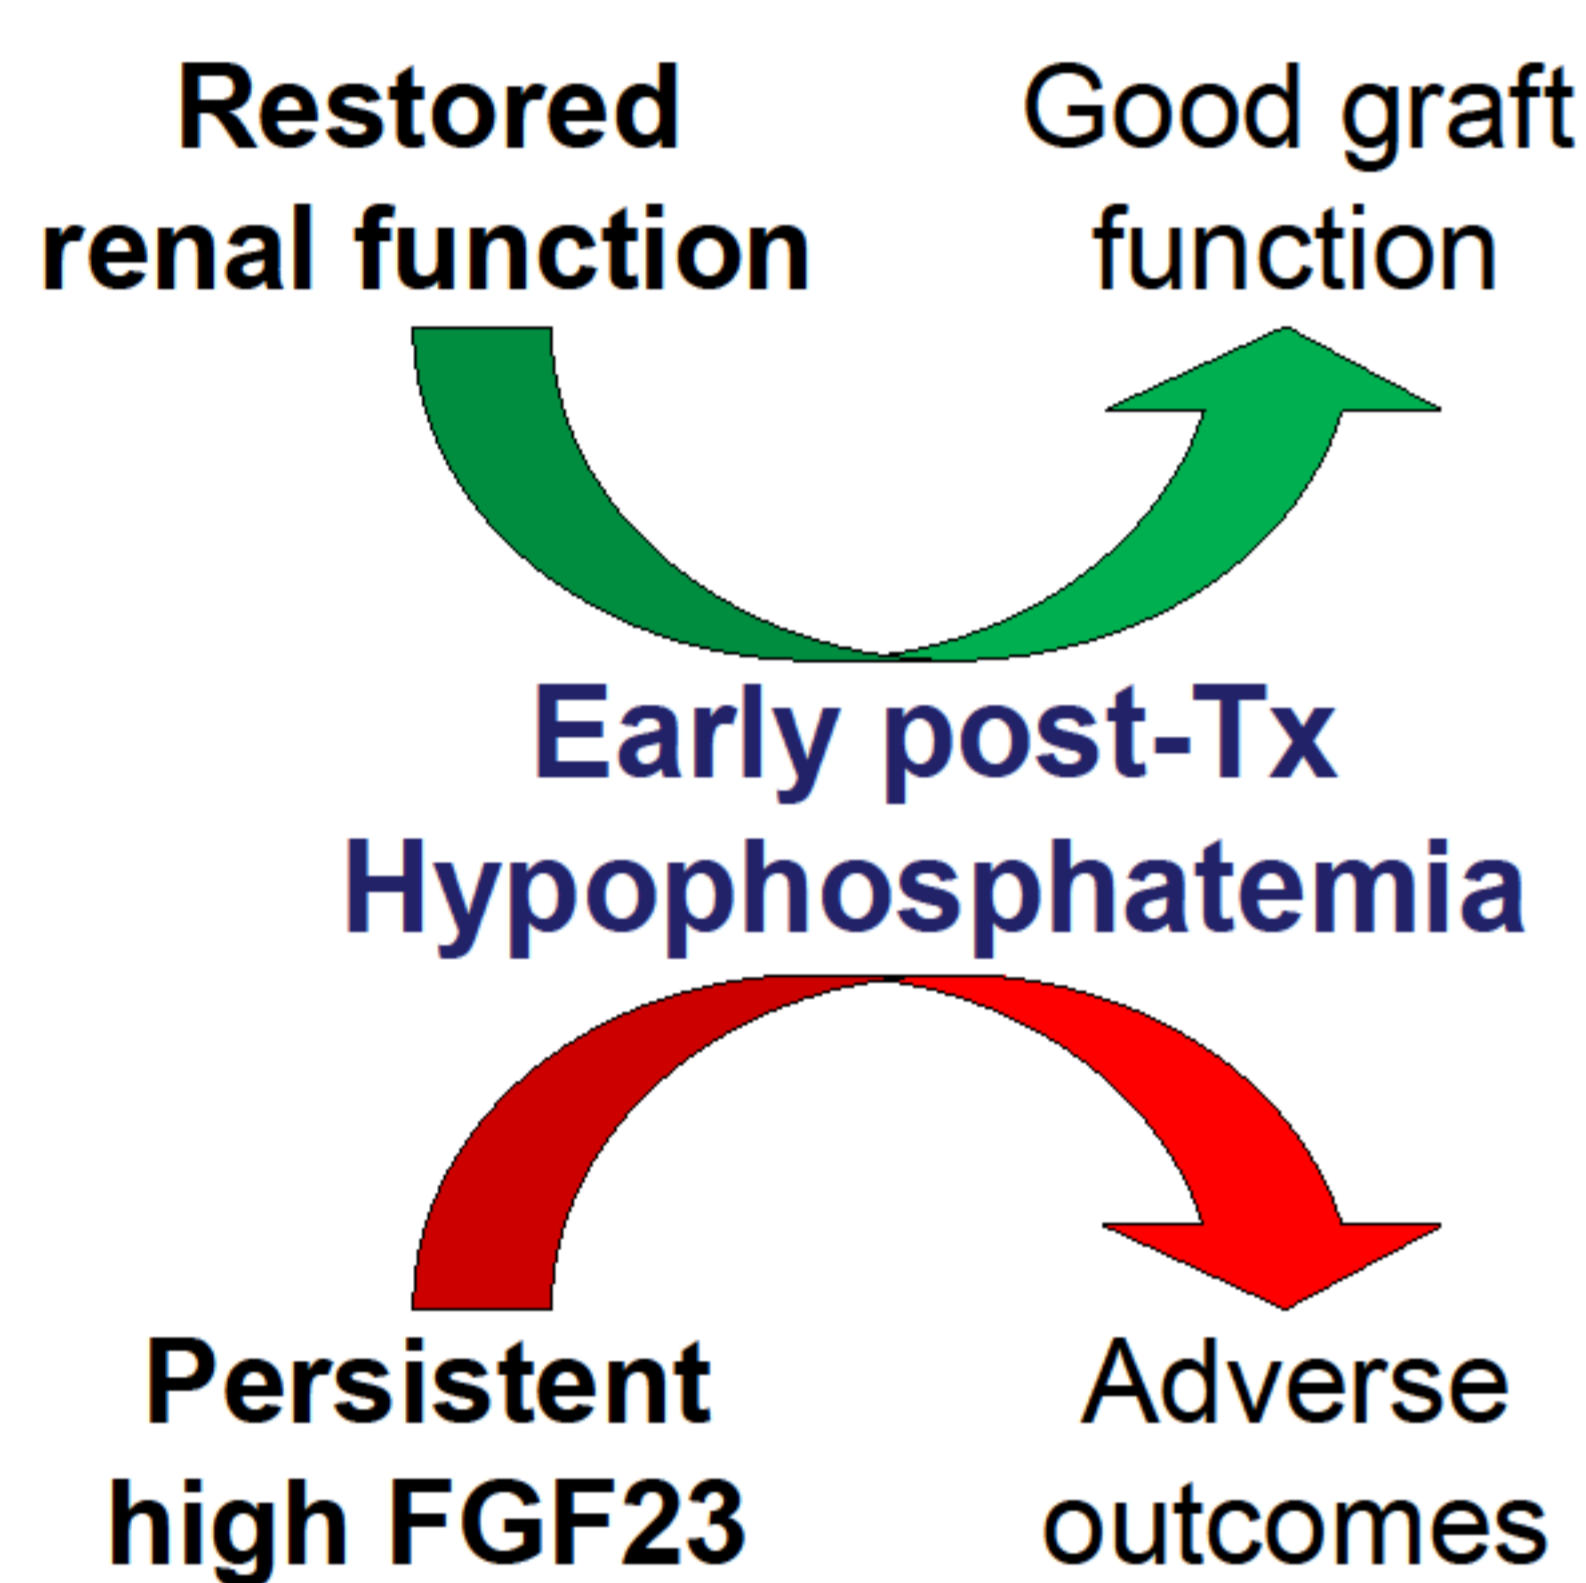 Restored
renal function
Good graft
function
Early post-Tx
Hypophosphatemia
Persistent
high FGF23
Adverse
outcomes